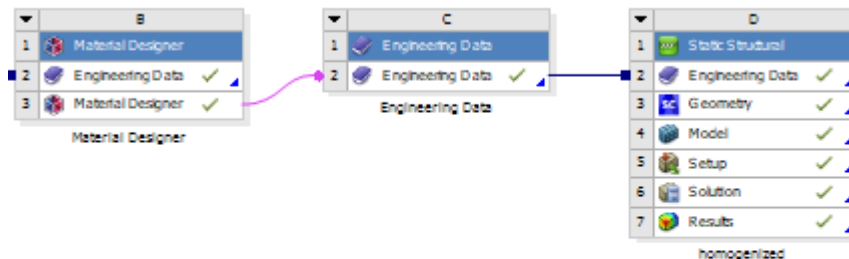 B
1 Material Designer
2 Engineering Data
3 Material Designer
Material Designer
C
1 Engineering Data
2 Engineering Data
Engineering Data
D
1 Static Structural
2 Engineering Data
3 SC Geometry
4 Model
5 Setup
6 Solution
7 Results
homogenized